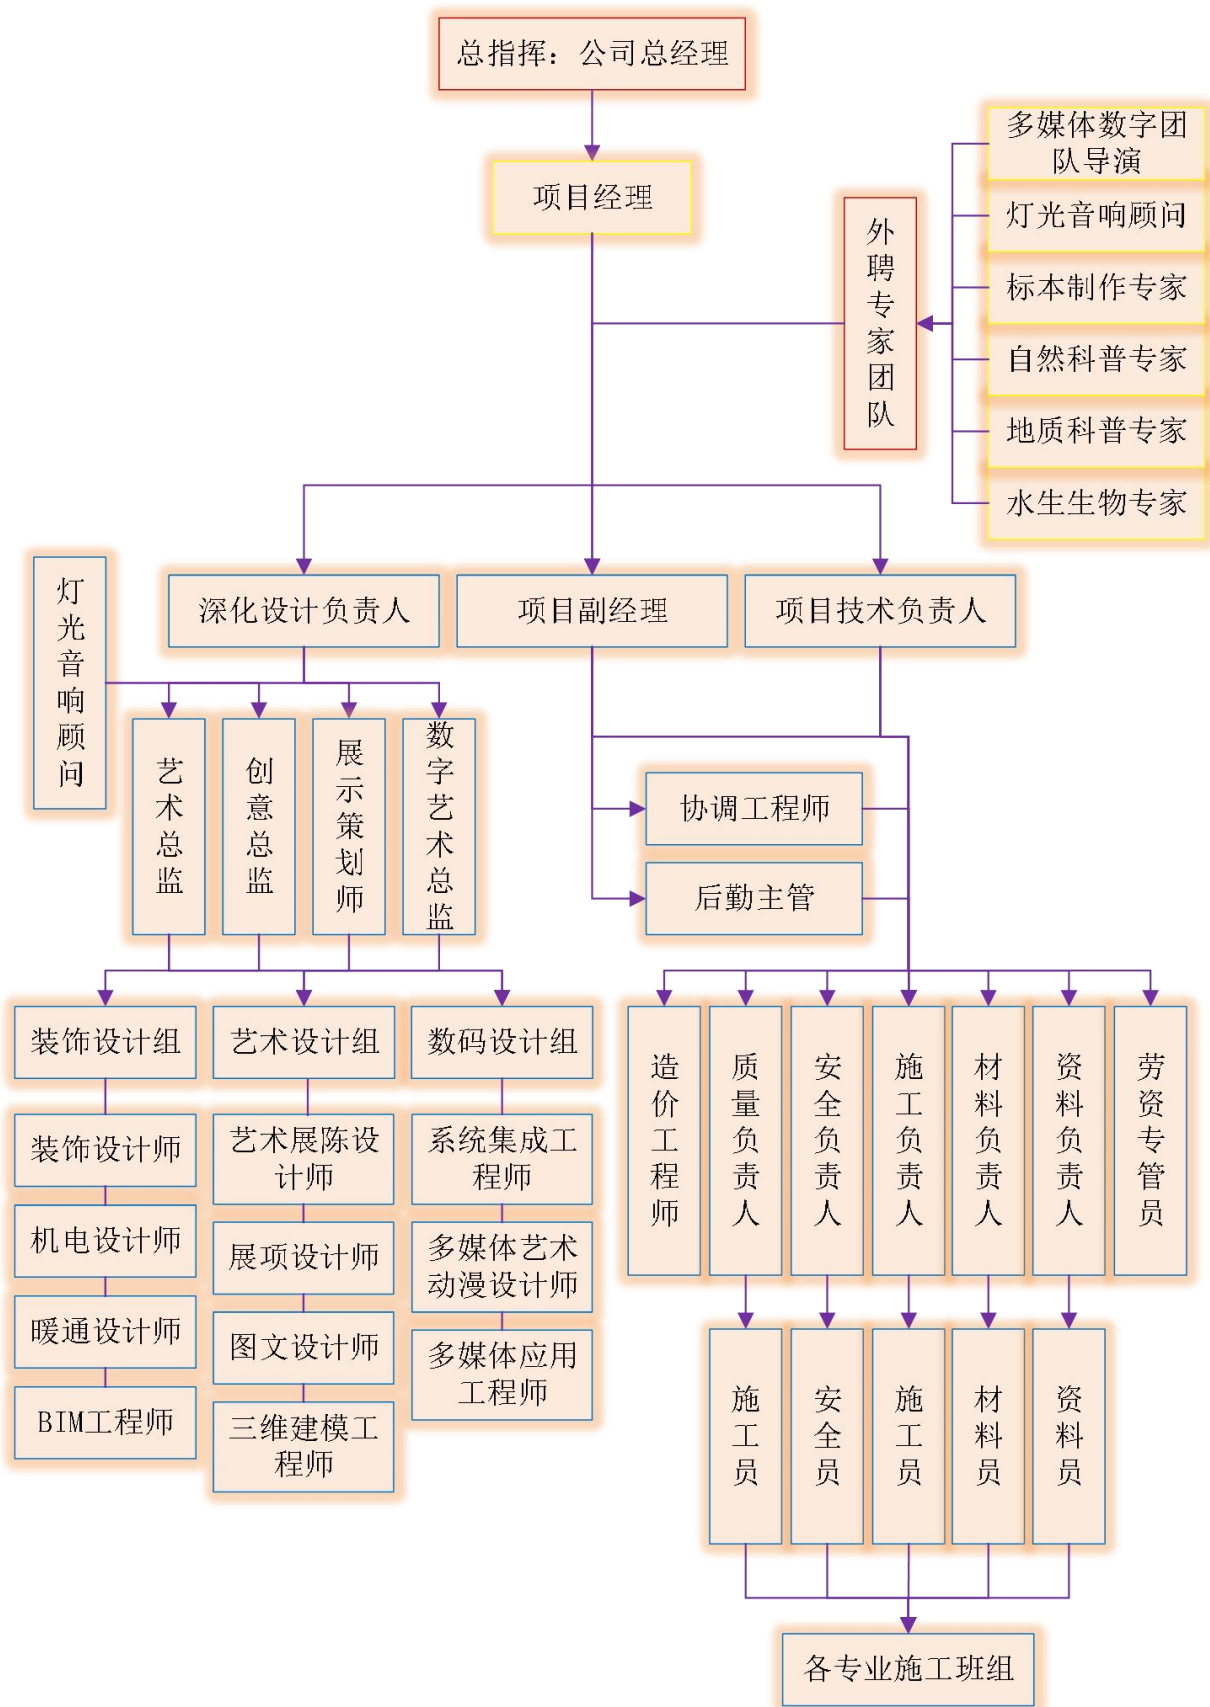 总指挥：公司总经理
项目经理
外聘专家团队
多媒体数字团
队导演
灯光音响顾问
标本制作专家
自然科普专家
地质科普专家
水生生物专家
灯光音响顾问
深化设计负责人
项目副经理
项目技术负责人
艺术总监
创意总监
展示策划师
数字艺术总监
协调工程师
后勤主管
装饰设计组
艺术设计组
数码设计组
装饰设计师
机电设计师
暖通设计师
BIM工程师
艺术展陈设
计师
展项设计师
图文设计师
三维建模工
程师
系统集成工
程师
多媒体艺术
动漫设计师
多媒体应用
工程师
造价工程师
质量负责人
安全负责人
施工负责人
材料负责人
资料负责人
劳资专管员
施工员
安全员
施工员
材料员
资料员
各专业施工班组